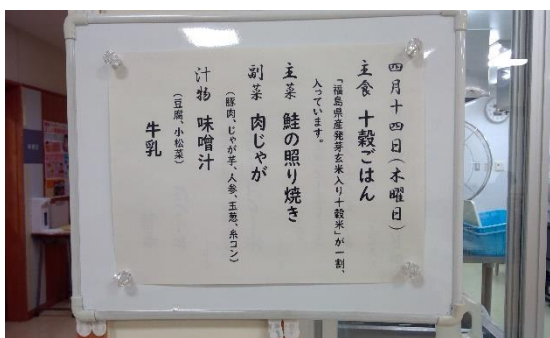 四月十四日(木曜日)
主食 十穀ごはん
「福島県産発芽玄米入り十穀米」が一割、
入っています。
主菜 鮭の照り焼き
副菜 肉じゃが
(豚肉、じゃが芋、人参、玉葱、糸コン)
汁物 味噌汁
(豆腐、小松菜)
牛乳